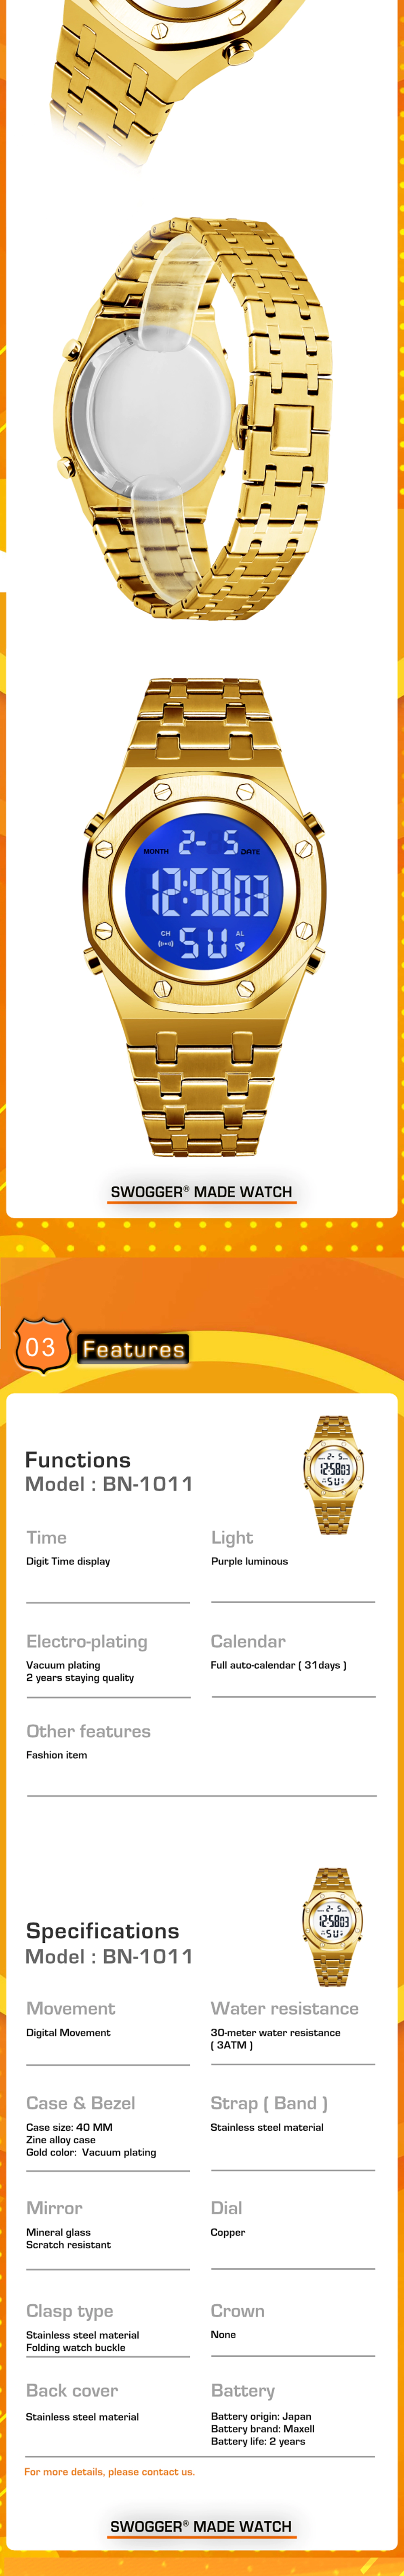 MONTH 2- 5 DATE
12:58 03
CH SU AL
SWOGGER® MADE WATCH
03 Features
Functions
Model : BN-1011
Time
Digit Time display
Light
Purple luminous
Electro-plating
Vacuum plating
2 years staying quality
Calendar
Full auto-calendar ( 31days )
Other features
Fashion item
Specifications
Model : BN-1011
Movement
Digital Movement
Water resistance
30-meter water resistance
( 3ATM )
Case & Bezel
Case size: 40 MM
Zine alloy case
Gold color: Vacuum plating
Strap ( Band )
Stainless steel material
Mirror
Mineral glass
Scratch resistant
Dial
Copper
Clasp type
Stainless steel material
Folding watch buckle
Crown
None
Back cover
Stainless steel material
Battery
Battery origin: Japan
Battery brand: Maxell
Battery life: 2 years
For more details, please contact us.
SWOGGER® MADE WATCH